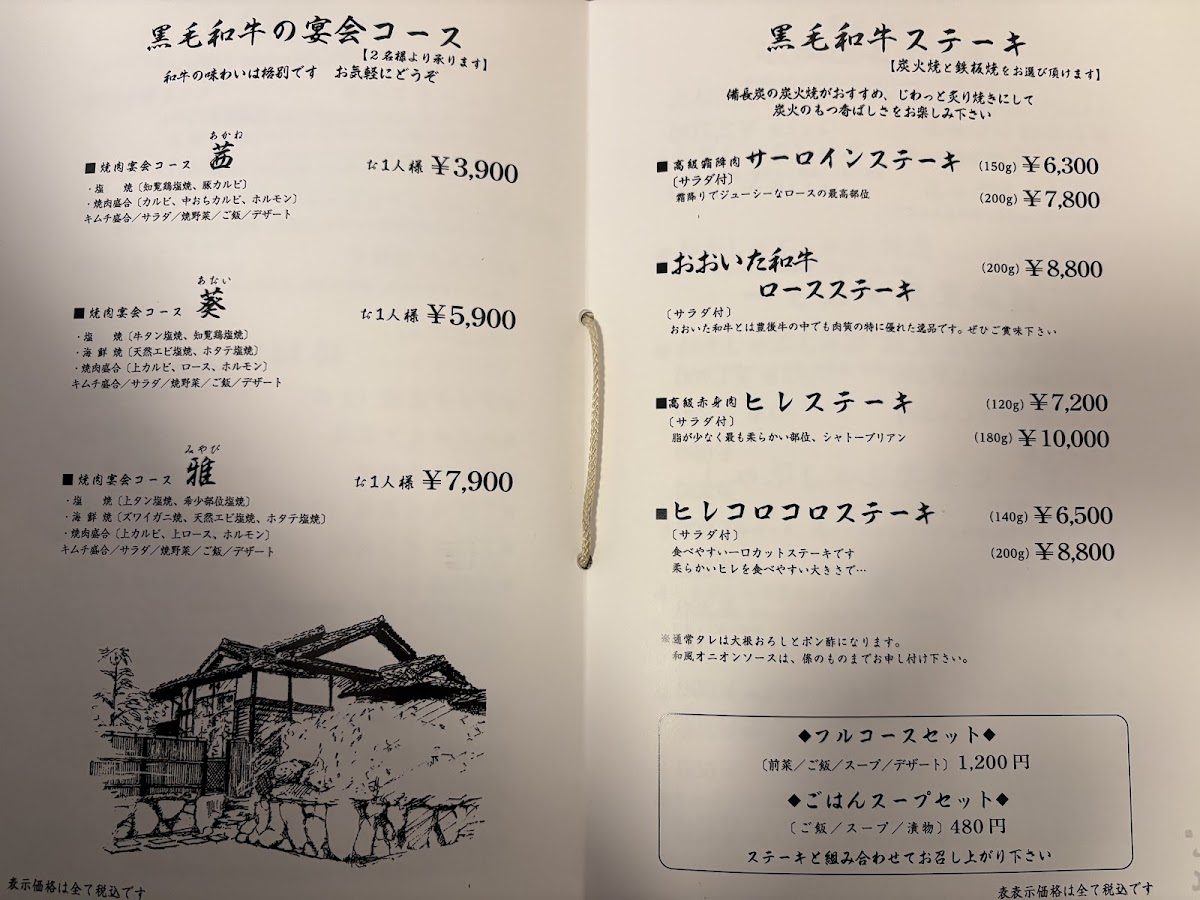 黒毛和牛の宴会コース
【2名様より承ります】
和牛の味わいは格別です　お気軽にどうぞ
あかね
■焼肉宴会コース　茜　お1人様 ￥3,900
・塩　焼〔知覧鶏塩焼、豚カルビ〕
・焼肉盛合〔カルビ、中おちカルビ、ホルモン〕
キムチ盛合／サラダ／焼野菜／ご飯／デザート
あおい
■焼肉宴会コース　葵　お1人様 ￥5,900
・塩　焼〔牛タン塩焼、知覧鶏塩焼〕
・海鮮焼〔天然エビ塩焼、ホタテ塩焼〕
・焼肉盛合〔上カルビ、ロース、ホルモン〕
キムチ盛合／サラダ／焼野菜／ご飯／デザート
みやび
■焼肉宴会コース　雅　お1人様 ￥7,900
・塩　焼〔上タン塩焼、希少部位塩焼〕
・海鮮焼〔ズワイガニ焼、天然エビ塩焼、ホタテ塩焼〕
・焼肉盛合〔上カルビ、上ロース、ホルモン〕
キムチ盛合／サラダ／焼野菜／ご飯／デザート
表示価格は全て税込です
黒毛和牛ステーキ
【炭火焼と鉄板焼をお選び頂けます】
備長炭の炭火焼がおすすめ、じわっと炙り焼きにして
炭火のもつ香ばしさをお楽しみ下さい
■高級霜降肉 サーロインステーキ (150g) ￥6,300
〔サラダ付〕
霜降りでジューシーなロースの最高部位 (200g) ￥7,800
■おおいた和牛 (200g) ￥8,800
ロースステーキ
〔サラダ付〕
おおいた和牛とは豊後牛の中でも肉質の特に優れた逸品です。ぜひご賞味下さい
■高級赤身肉 ヒレステーキ (120g) ￥7,200
〔サラダ付〕
脂が少なく最も柔らかい部位、シャトーブリアン (180g) ￥10,000
■ヒレコロコロステーキ (140g) ￥6,500
〔サラダ付〕
食べやすい一口カットステーキです (200g) ￥8,800
柔らかいヒレを食べやすい大きさで…
※通常タレは大根おろしとポン酢になります。
和風オニオンソースは、係のものまでお申し付け下さい。
◆フルコースセット◆
〔前菜／ご飯／スープ／デザート〕1,200円
◆ごはんスープセット◆
〔ご飯／スープ／漬物〕480円
ステーキと組み合わせてお召し上がり下さい
表表示価格は全て税込です